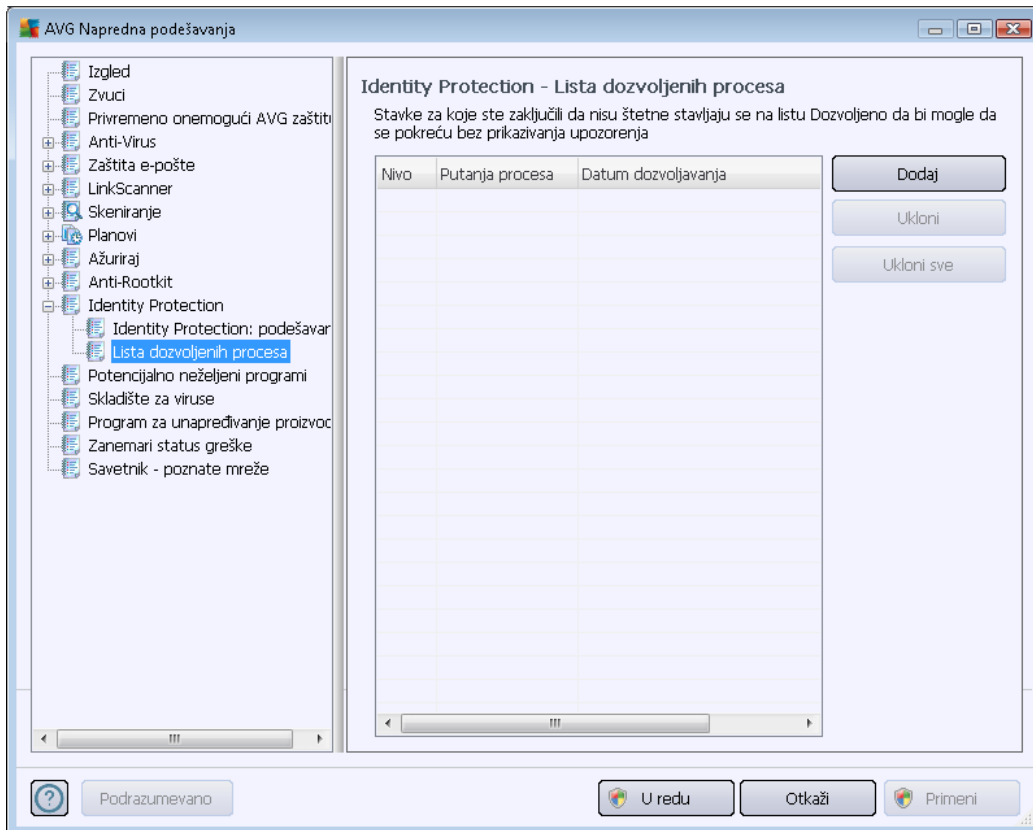 AVG Napredna podešavanja
Izgled
Zvuci
Privremeno onemogući AVG zaštitu
Anti-Virus
Zaštita e-pošte
LinkScanner
Skeniranje
Planovi
Ažuriraj
Anti-Rootkit
Identity Protection
Identity Protection: podešavan
Lista dozvoljenih procesa
Potencijalno neželjeni programi
Skladište za viruse
Program za unapređivanje proizvod
Zanemari status greške
Savetnik - poznate mreže
Identity Protection - Lista dozvoljenih procesa
Stavke za koje ste zaključili da nisu štetne stavljaju se na listu Dozvoljeno da bi mogle da
se pokreću bez prikazivanja upozorenja
Nivo Putanja procesa Datum dozvoljavanja
Dodaj
Ukloni
Ukloni sve
Podrazumevano
U redu
Otkaži
Primeni